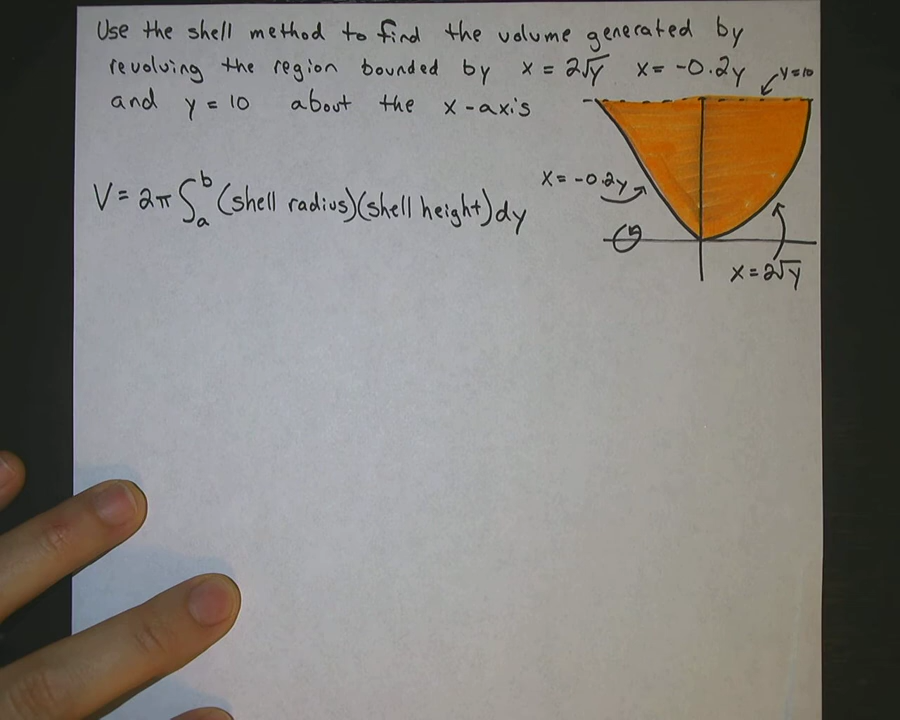 Use the shell method to find the volume generated by
revolving the region bounded by x = 2√y x = -0.2y
and y = 10 about the x-axis
y = 10
x = -0.2y
V = 2π ∫ₐᵇ (shell radius)(shell height)dy
x = 2√y